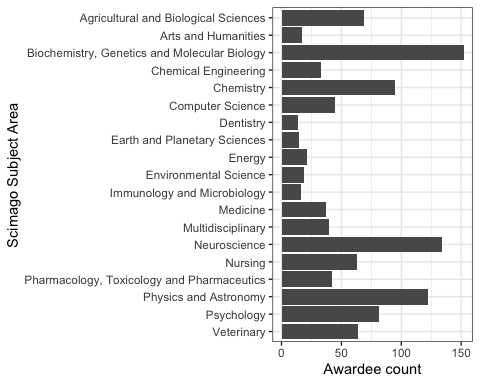 Scimago Subject Area
Agricultural and Biological Sciences
Arts and Humanities
Biochemistry, Genetics and Molecular Biology
Chemical Engineering
Chemistry
Computer Science
Dentistry
Earth and Planetary Sciences
Energy
Environmental Science
Immunology and Microbiology
Medicine
Multidisciplinary
Neuroscience
Nursing
Pharmacology, Toxicology and Pharmaceutics
Physics and Astronomy
Psychology
Veterinary
0 50 100 150
Awardee count